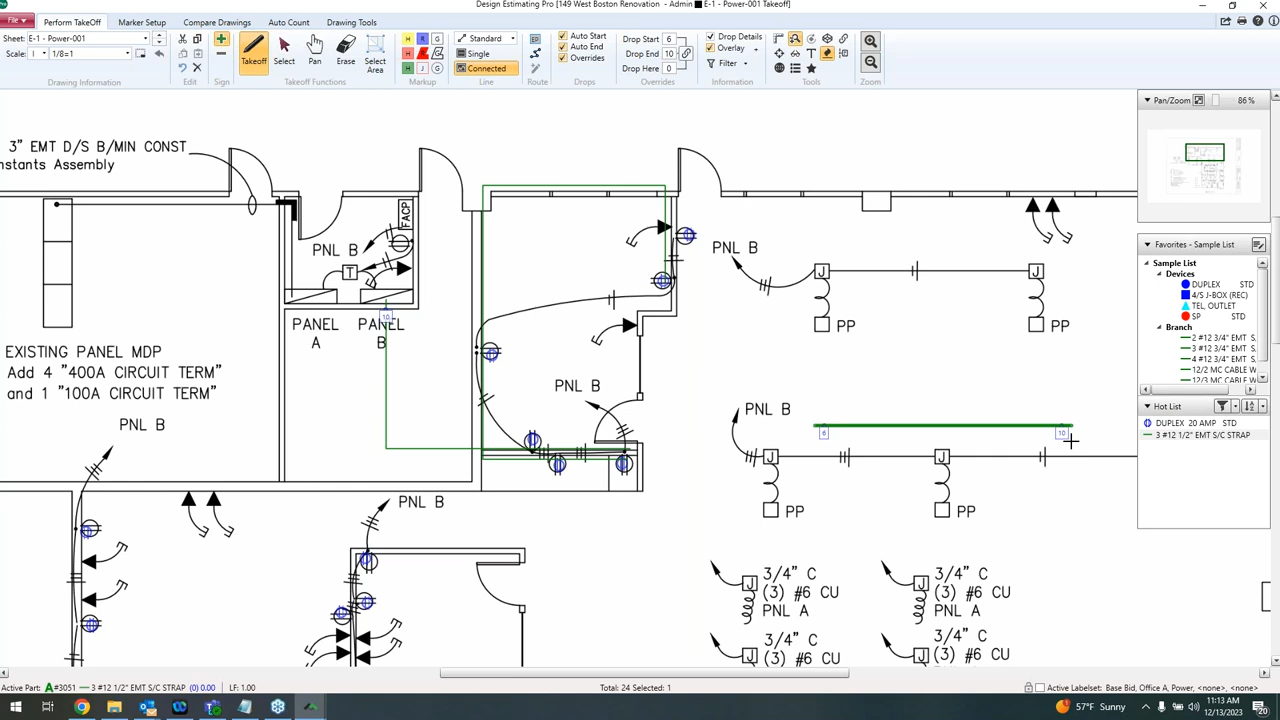 Design Estimating Pro [149 West Boston Renovation - Admin E-1 - Power-001 Takeoff]
File Perform TakeOff Marker Setup Compare Drawings Auto Count Drawing Tools
Sheet: E-1 - Power-001
Scale: I 1/8=1
Drawing Information
Edit
Sign
Takeoff Select Pan Erase Select Area
Takeoff Functions
H R G
H M C
H J G
Markup
Standard
Single
Connected
Line
Route
Auto Start
Auto End
Overrides
Drops
Drop Start 6
Drop End 10
Drop Here 0
Overrides
Drop Details
Overlay
Filter
Information
Tools
Zoom
3" EMT D/S B/MIN CONST
nstants Assembly
FACP
PNL B
T
PANEL A
PANEL B
10
EXISTING PANEL MDP
Add 4 "400A CIRCUIT TERM"
and 1 "100A CIRCUIT TERM"
PNL B
PNL B
PNL B
PNL B
J
J
PP
PP
PNL B
6
10
J
J
PP
PP
J
3/4" C
(3) #6 CU
PNL A
J
3/4" C
(3) #6 CU
PNL A
J
3/4" C
(3) #6 CU
J
3/4" C
(3) #6 CU
Pan/Zoom 86 %
Favorites - Sample List
Sample List
Devices
DUPLEX STD
4/S J-BOX (REC)
TEL, OUTLET
SP STD
Branch
2 #12 3/4" EMT S.
3 #12 3/4" EMT S.
4 #12 3/4" EMT S.
12/2 MC CABLE W
12/3 MC CABLE W
Hot List
DUPLEX 20 AMP STD
3 #12 1/2" EMT S/C STRAP
Active Part: A #3051 3 #12 1/2" EMT S/C STRAP (0) 0.00 LF: 1.00
Total: 24 Selected: 1
Active Labelset: Base Bid, Office A, Power, <none>, <none>
57°F
11:13 AM
12/13/2023
20